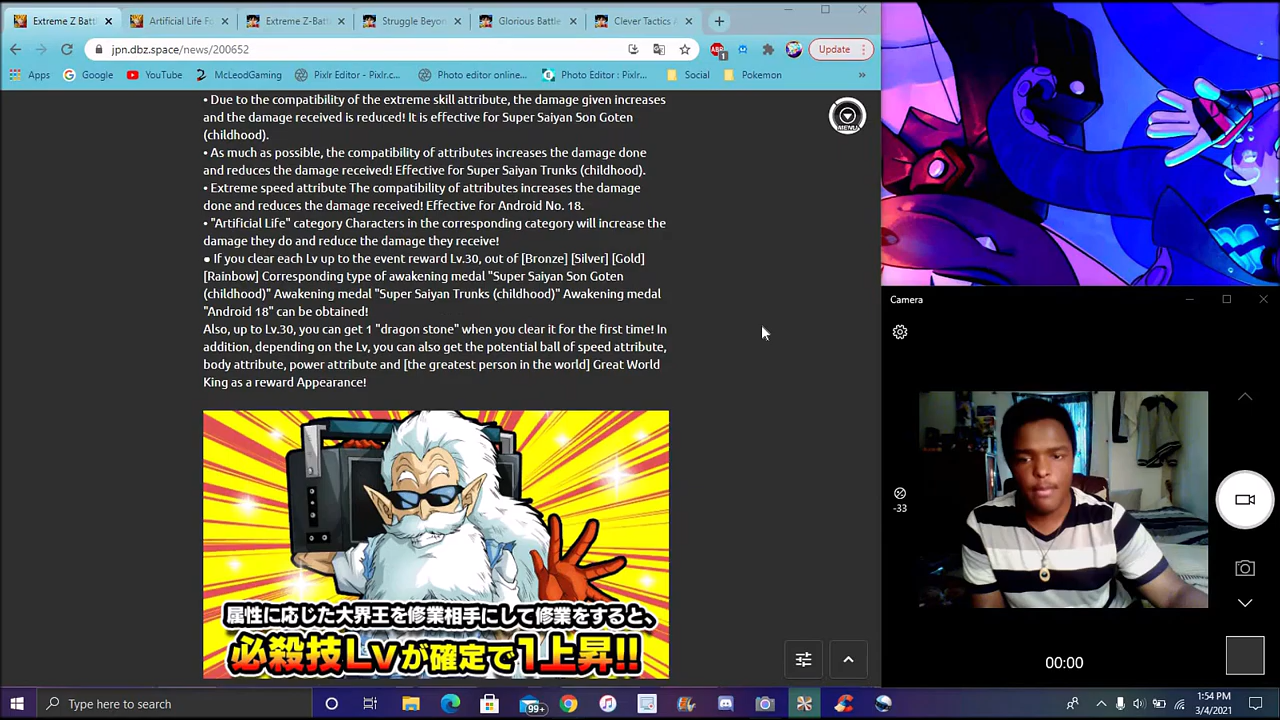 Extreme Z Battl
Artificial Life Fo
Extreme Z-Batt
Struggle Beyon
Glorious Battle
Clever Tactics A
jpn.dbz.space/news/200652
1
Update
Apps
Google
YouTube
McLeodGaming
Pixlr Editor - Pixlr.c...
Photo editor online...
Photo Editor : Pixlr...
Social
Pokemon
»
• Due to the compatibility of the extreme skill attribute, the damage given increases
and the damage received is reduced! It is effective for Super Saiyan Son Goten
(childhood).
• As much as possible, the compatibility of attributes increases the damage done
and reduces the damage received! Effective for Super Saiyan Trunks (childhood).
• Extreme speed attribute The compatibility of attributes increases the damage
done and reduces the damage received! Effective for Android No. 18.
• "Artificial Life" category Characters in the corresponding category will increase the
damage they do and reduce the damage they receive!
● If you clear each Lv up to the event reward Lv.30, out of [Bronze] [Silver] [Gold]
[Rainbow] Corresponding type of awakening medal "Super Saiyan Son Goten
(childhood)" Awakening medal "Super Saiyan Trunks (childhood)" Awakening medal
"Android 18" can be obtained!
Also, up to Lv.30, you can get 1 "dragon stone" when you clear it for the first time! In
addition, depending on the Lv, you can also get the potential ball of speed attribute,
body attribute, power attribute and [the greatest person in the world] Great World
King as a reward Appearance!
MENU
属性に応じた大界王を修業相手にして修業をすると、
必殺技Lvが確定で1上昇!!
Camera
-33
00:00
Type here to search
99+
1:54 PM
3/4/2021